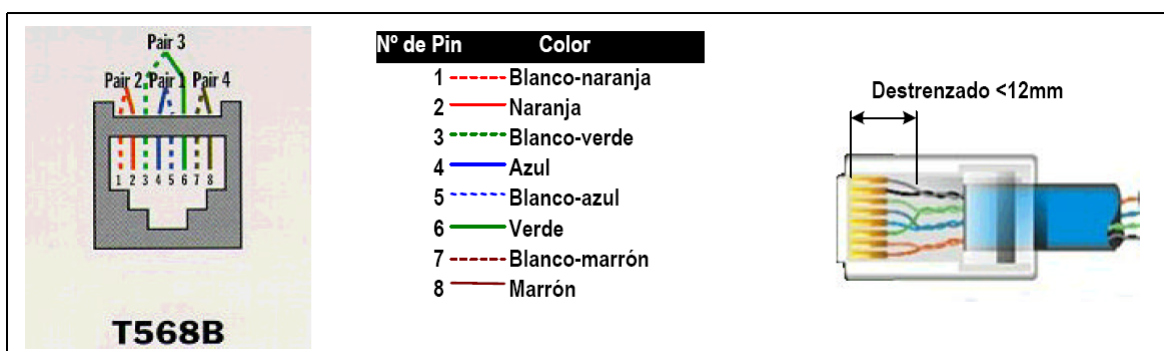 Pair 3
Pair 2 Pair 1 Pair 4
1 2 3 4 5 6 7 8
T568B
Nº de Pin Color
1 Blanco-naranja
2 Naranja
3 Blanco-verde
4 Azul
5 Blanco-azul
6 Verde
7 Blanco-marrón
8 Marrón
Destrenzado <12mm